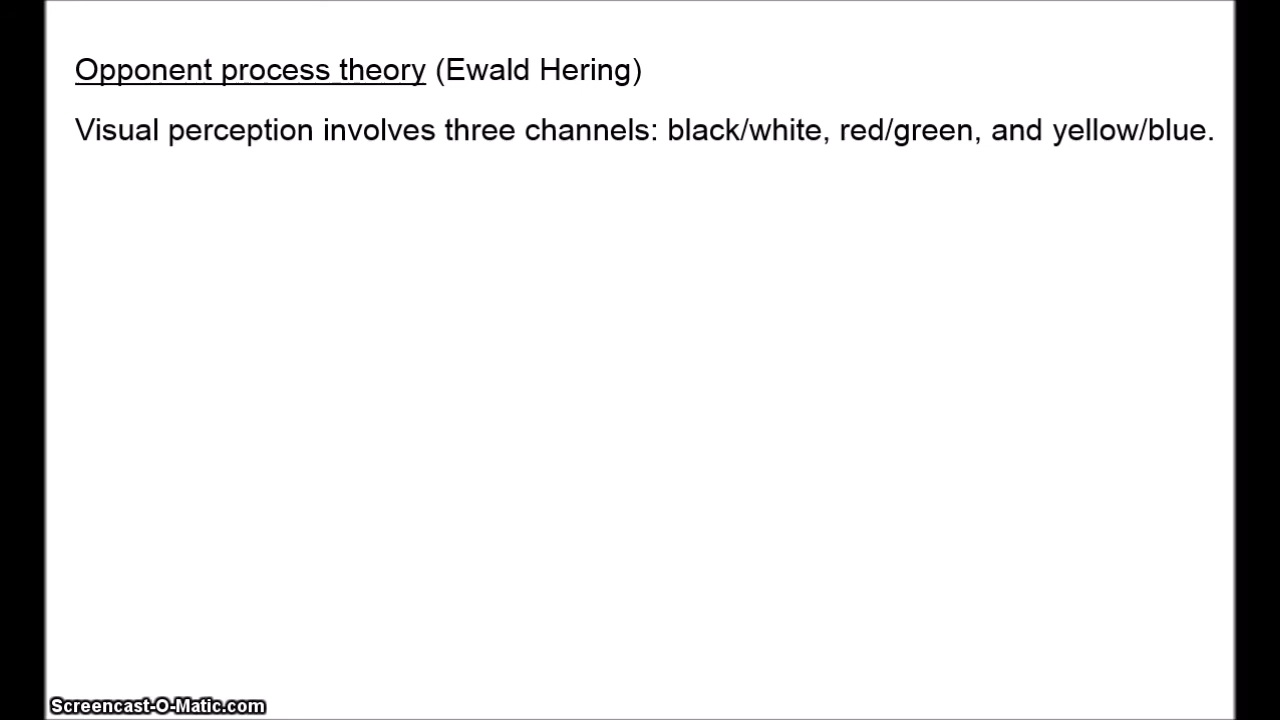 Opponent process theory (Ewald Hering)
Visual perception involves three channels: black/white, red/green, and yellow/blue.
Screencast-O-Matic.com